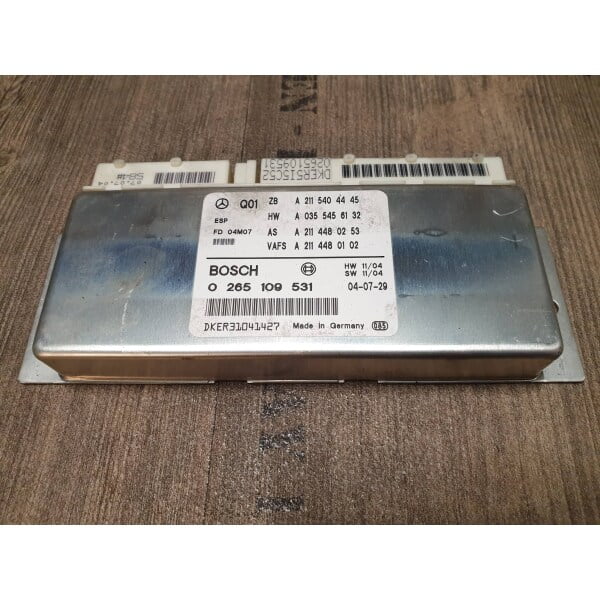 DKER5I5C52
0265109531
Q01 ZB A 211 540 44 45
ESP HW A 035 545 61 32
FD 04M07 AS A 211 448 02 53
VAFS A 211 448 01 02
BOSCH HW 11/04
SW 11/04
0 265 109 531 04-07-29
DKER31041427 Made in Germany 085